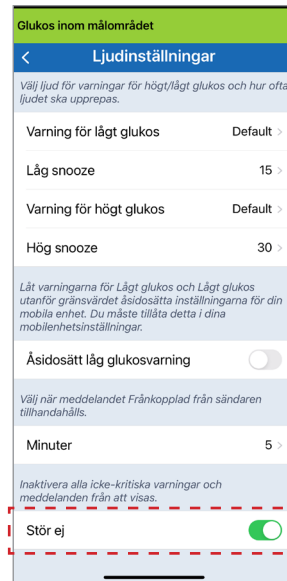 Glukos inom målområdet
Ljudinställningar
Välj ljud för varningar för högt/lågt glukos och hur ofta
ljudet ska upprepas.
Varning för lågt glukos Default
Låg snooze 15
Varning för högt glukos Default
Hög snooze 30
Låt varningarna för Lågt glukos och Lågt glukos
utanför gränsvärdet åsidosätta inställningarna för din
mobila enhet. Du måste tillåta detta i dina
mobilenhetsinställningar.
Åsidosätt låg glukosvarning
Välj när meddelandet Frånkopplad från sändaren
tillhandahålls.
Minuter 5
Inaktivera alla icke-kritiska varningar och
meddelanden från att visas.
Stör ej